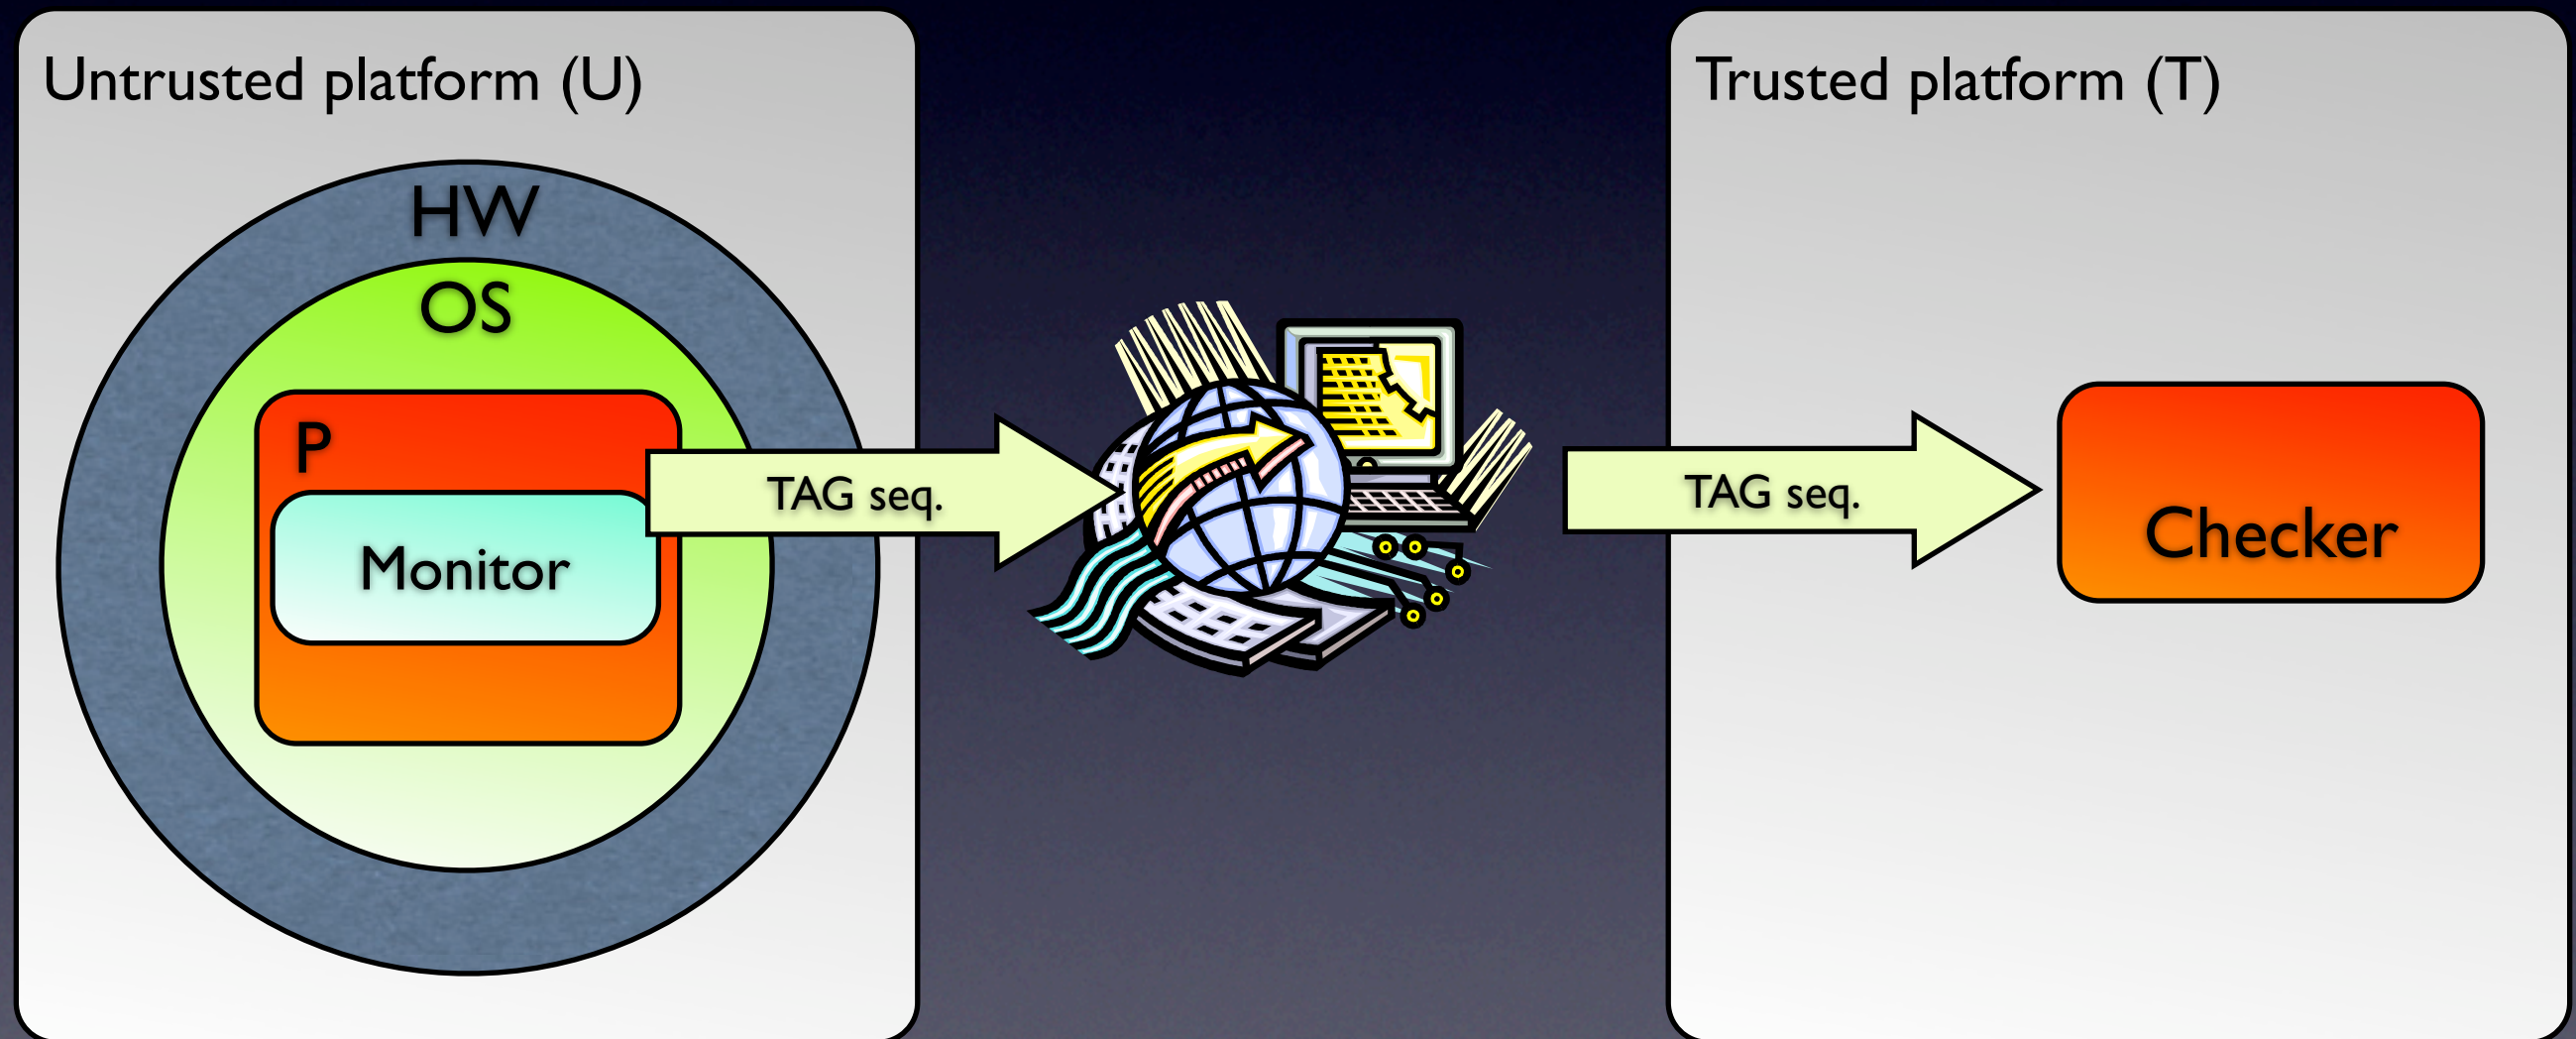 Untrusted platform (U)
HW
OS
P
Monitor
TAG seq.
TAG seq.
Trusted platform (T)
Checker